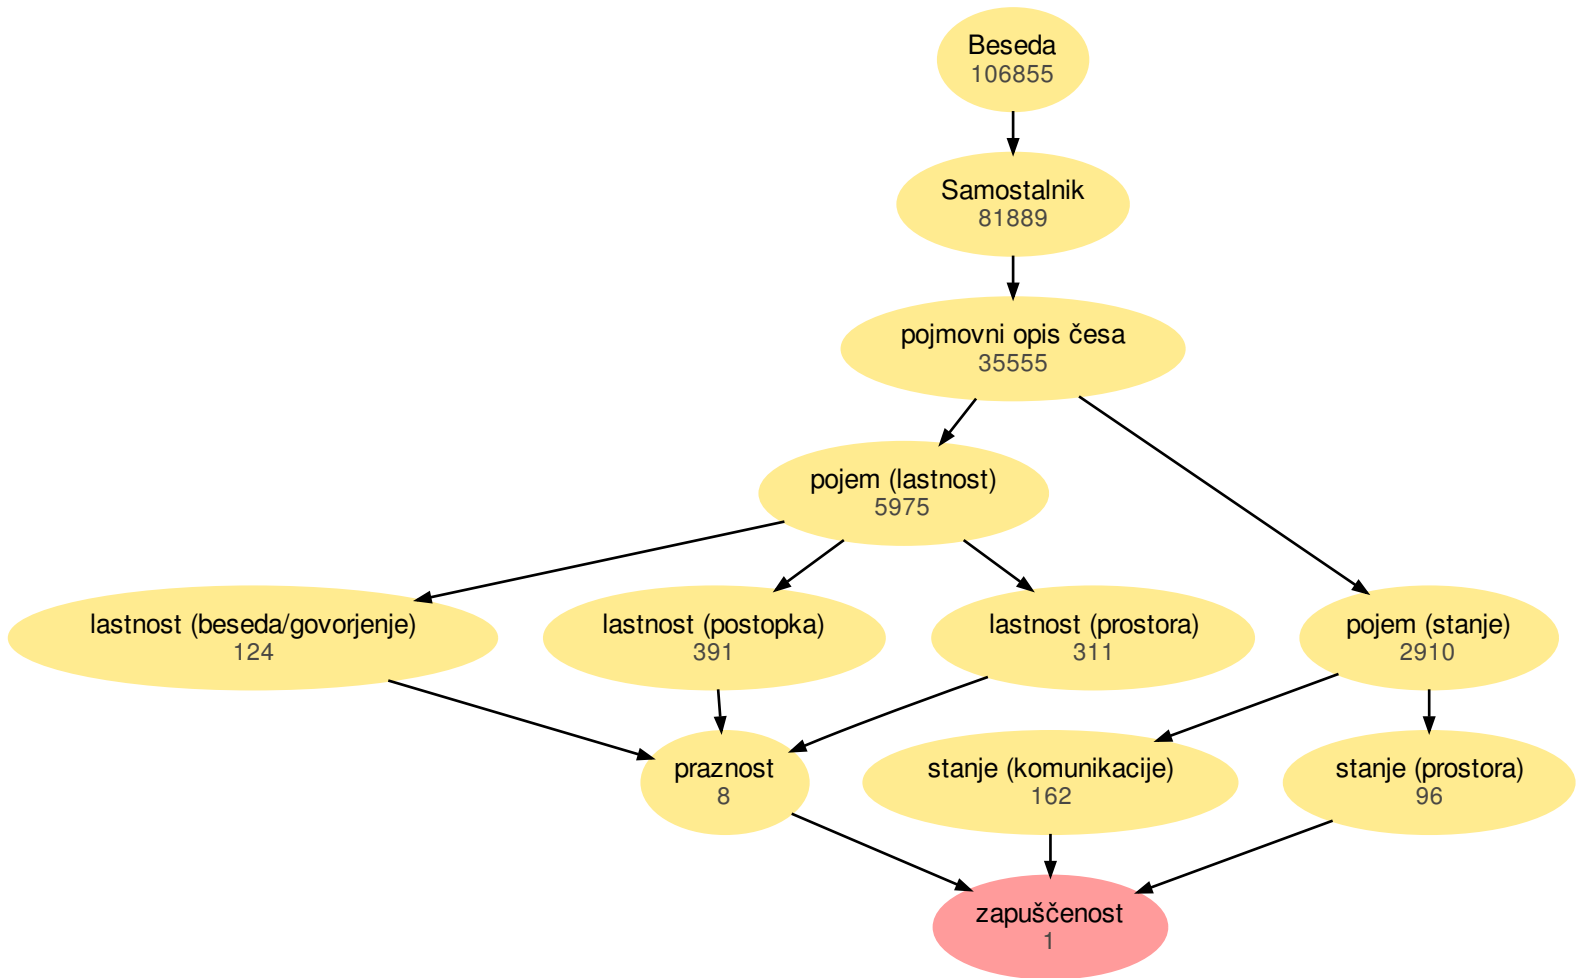 Beseda
106855
Samostalnik
81889
pojmovni opis česa
35555
pojem (lastnost)
5975
lastnost (beseda/govorjenje)
124
lastnost (postopka)
391
lastnost (prostora)
311
pojem (stanje)
2910
praznost
8
stanje (komunikacije)
162
stanje (prostora)
96
zapuščenost
1